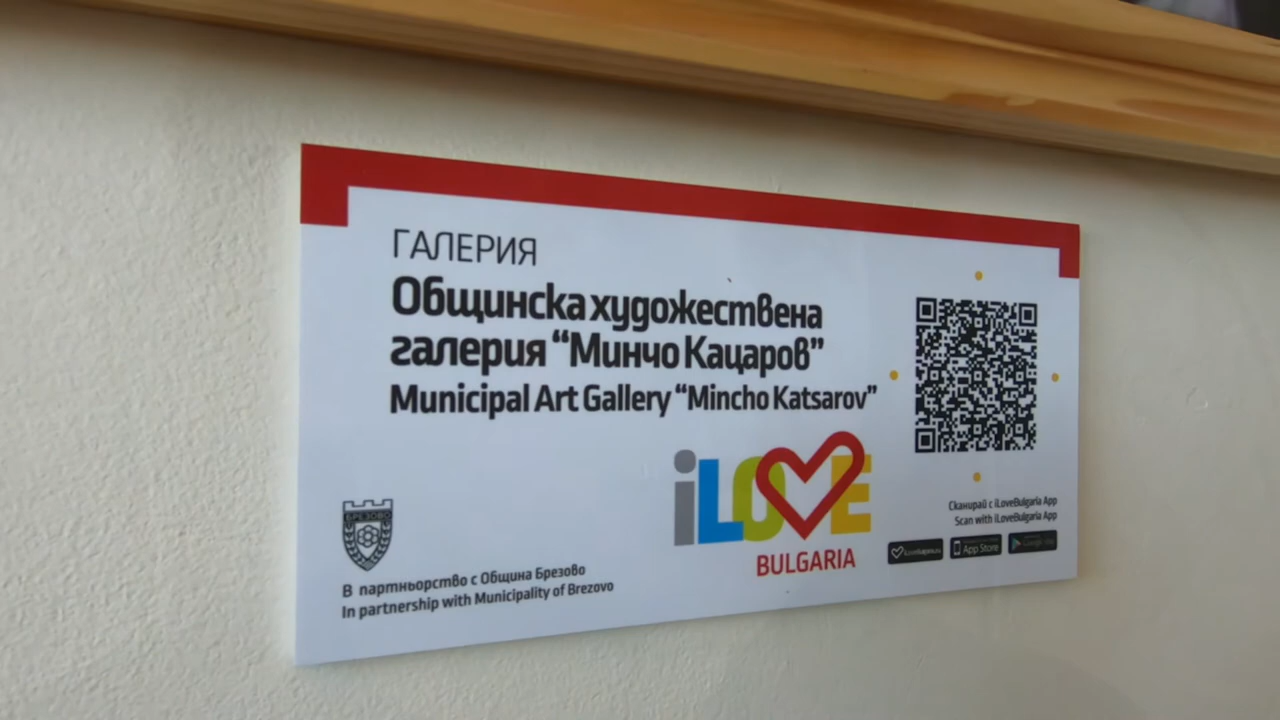 ГАЛЕРИЯ
Общинска художествена
галерия “Минчо Кацаров”
Municipal Art Gallery “Mincho Katsarov”
iLOVE
BULGARIA
Сканирай с iLoveBulgaria App
Scan with iLoveBulgaria App
App Store
БРЕЗОВО
В партньорство с Община Брезово
In partnership with Municipality of Brezovo